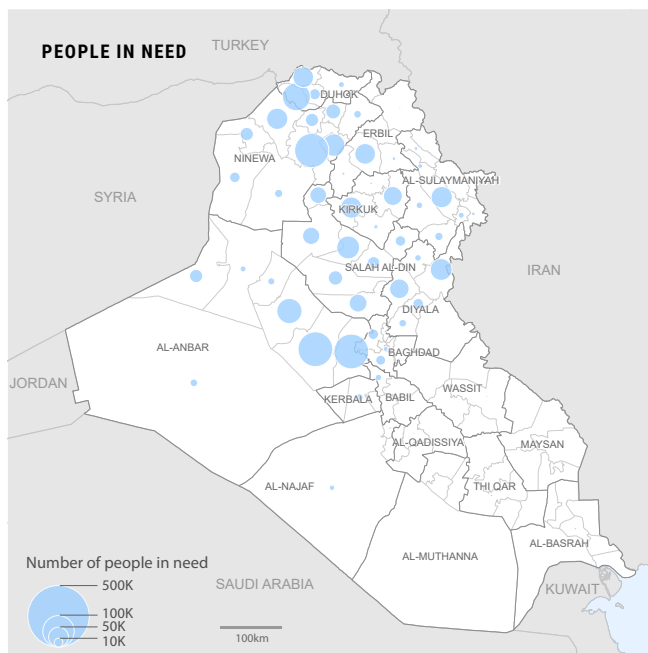 TURKEY
PEOPLE IN NEED
DUHOK
ERBIL
NINEWA
AL-SULAYMANIYAH
SYRIA
KIRKUK
SALAH AL-DIN
IRAN
DIYALA
AL-ANBAR
BAGHDAD
JORDAN
WASSIT
KERBALA
BABIL
AL-QADISSIYA
MAYSAN
AL-NAJAF
THI QAR
AL-BASRAH
AL-MUTHANNA
Number of people in need
500K
SAUDI ARABIA
KUWAIT
100K
50K
10K
100km